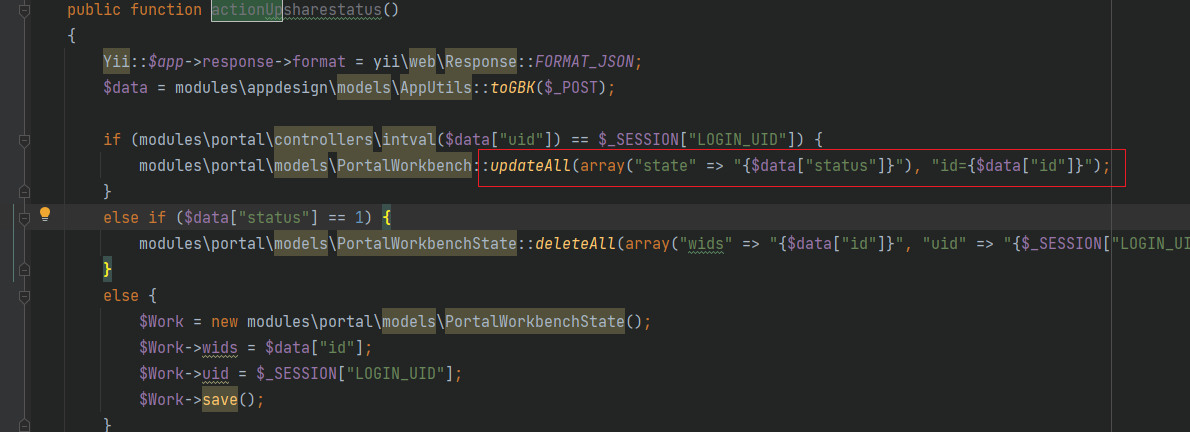 public function actionUpsharestatus()
{
Yii::$app->response->format = yii\web\Response::FORMAT_JSON;
$data = modules\appdesign\models\AppUtils::toGBK($_POST);
if (modules\portal\controllers\intval($data["uid"]) == $_SESSION["LOGIN_UID"]) {
modules\portal\models\PortalWorkbench::updateAll(array("state" => "{$data["status"]}"), "id={$data["id"]}");
}
else if ($data["status"] == 1) {
modules\portal\models\PortalWorkbenchState::deleteAll(array("wids" => "{$data["id"]}", "uid" => "{$_SESSION["LOGIN_UI
}
else {
$Work = new modules\portal\models\PortalWorkbenchState();
$Work->wids = $data["id"];
$Work->uid = $_SESSION["LOGIN_UID"];
$Work->save();
}